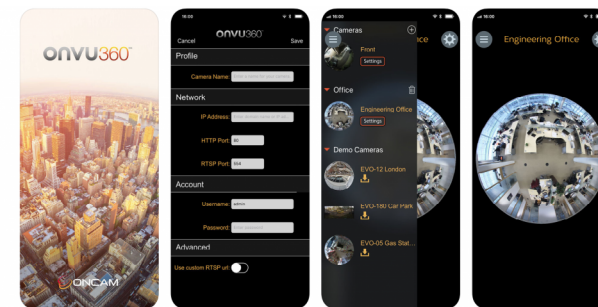 ONVU360
ONCAM
16:00
ONVU360
Cancel
Save
Profile
Camera Name:
Network
IP Address:
HTTP Port:
80
RTSP Port:
554
Account
Username:
admin
Password:
Advanced
Use custom RTSP url:
16:00
Cameras
Front
Settings
Office
Engineering Office
Settings
Demo Cameras
EVO-12 London
EVO-180 Car Park
EVO-05 Gas Stat...
16:00
Engineering Office